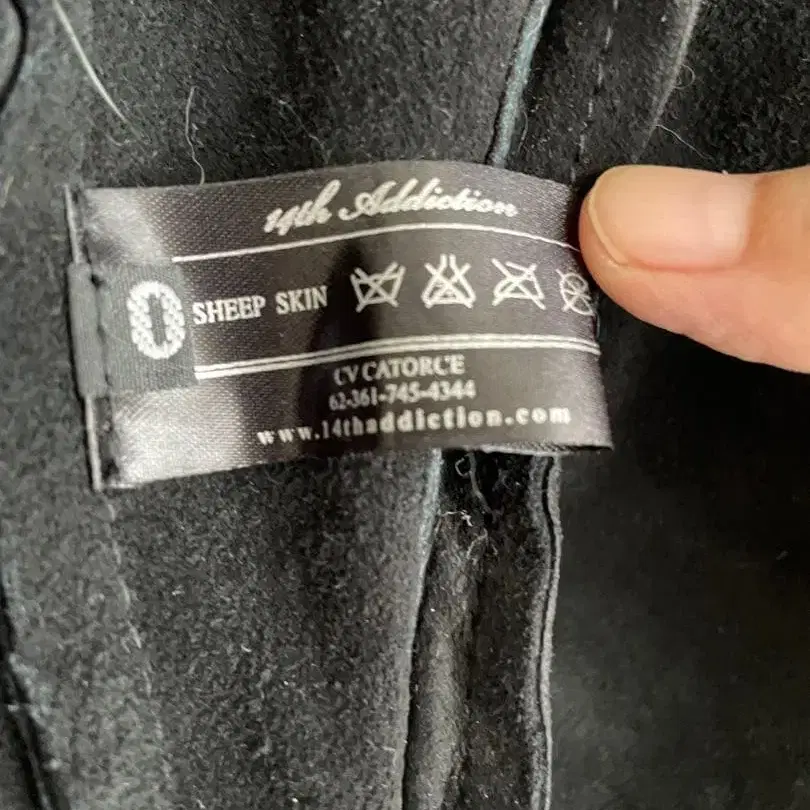 14th Addiction
0
SHEEP SKIN
CV CATORCE
62-361-745-4344
www.14thaddiction.com